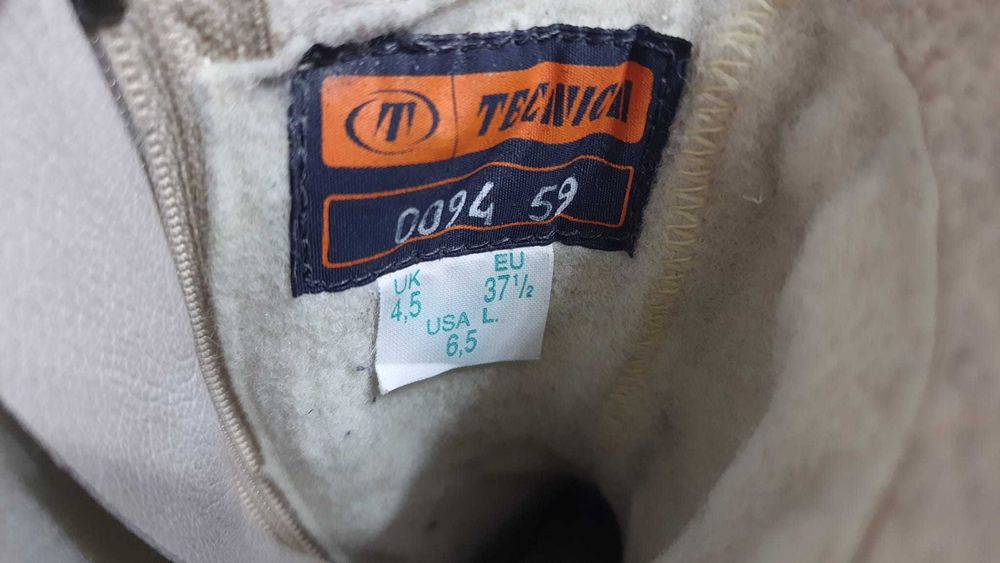 T TECNICA
0094 59
UK EU
4,5 37½
USA L.
6,5